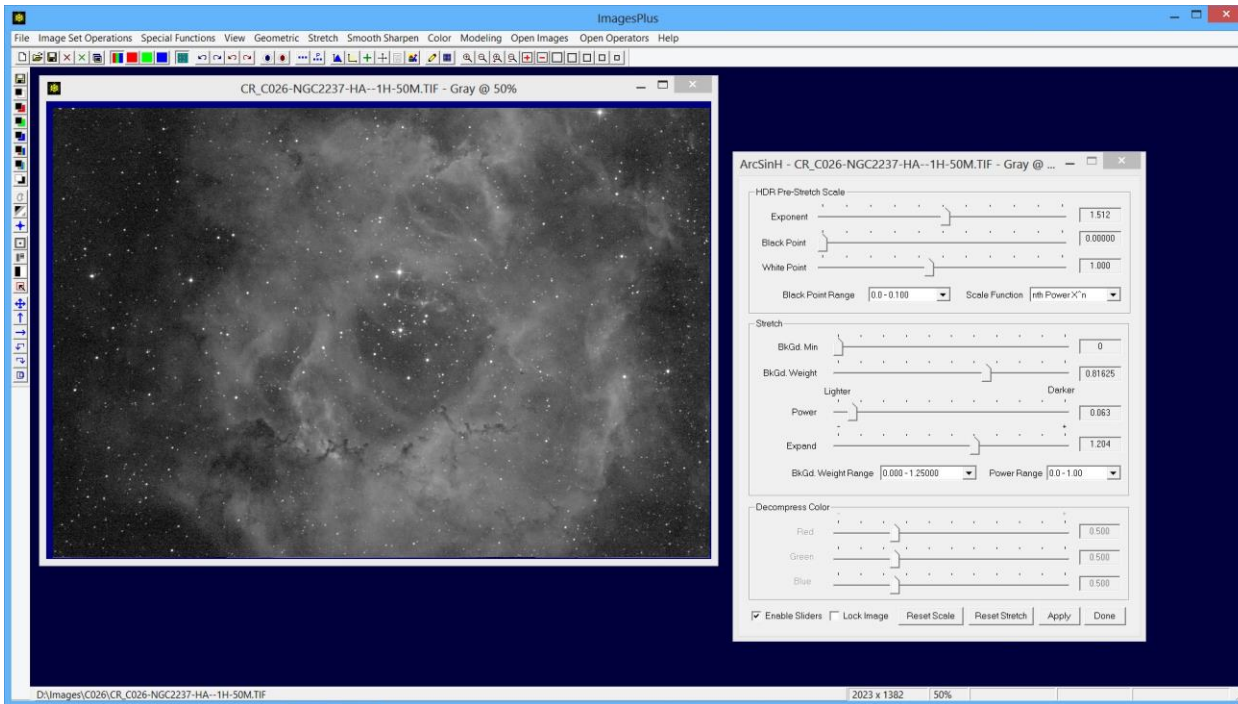 ImagesPlus
File Image Set Operations Special Functions View Geometric Stretch Smooth Sharpen Color Modeling Open Images Open Operators Help
CR_C026-NGC2237-HA--1H-50M.TIF - Gray @ 50%
ArcSinH - CR_C026-NGC2237-HA--1H-50M.TIF - Gray @ ...
HDR Pre-Stretch Scale
Exponent 1.512
Black Point 0.00000
White Point 1.000
Black Point Range 0.0 - 0.100 Scale Function nth Power X^n
Stretch
BkGd. Min 0
BkGd. Weight 0.81625
Lighter Darker
Power 0.063
Expand 1.204
BkGd. Weight Range 0.000 - 1.25000 Power Range 0.0 - 1.00
Decompress Color
Red 0.500
Green 0.500
Blue 0.500
Enable Sliders Lock Image Reset Scale Reset Stretch Apply Done
D:\Images\C026\CR_C026-NGC2237-HA--1H-50M.TIF 2023 x 1382 50%